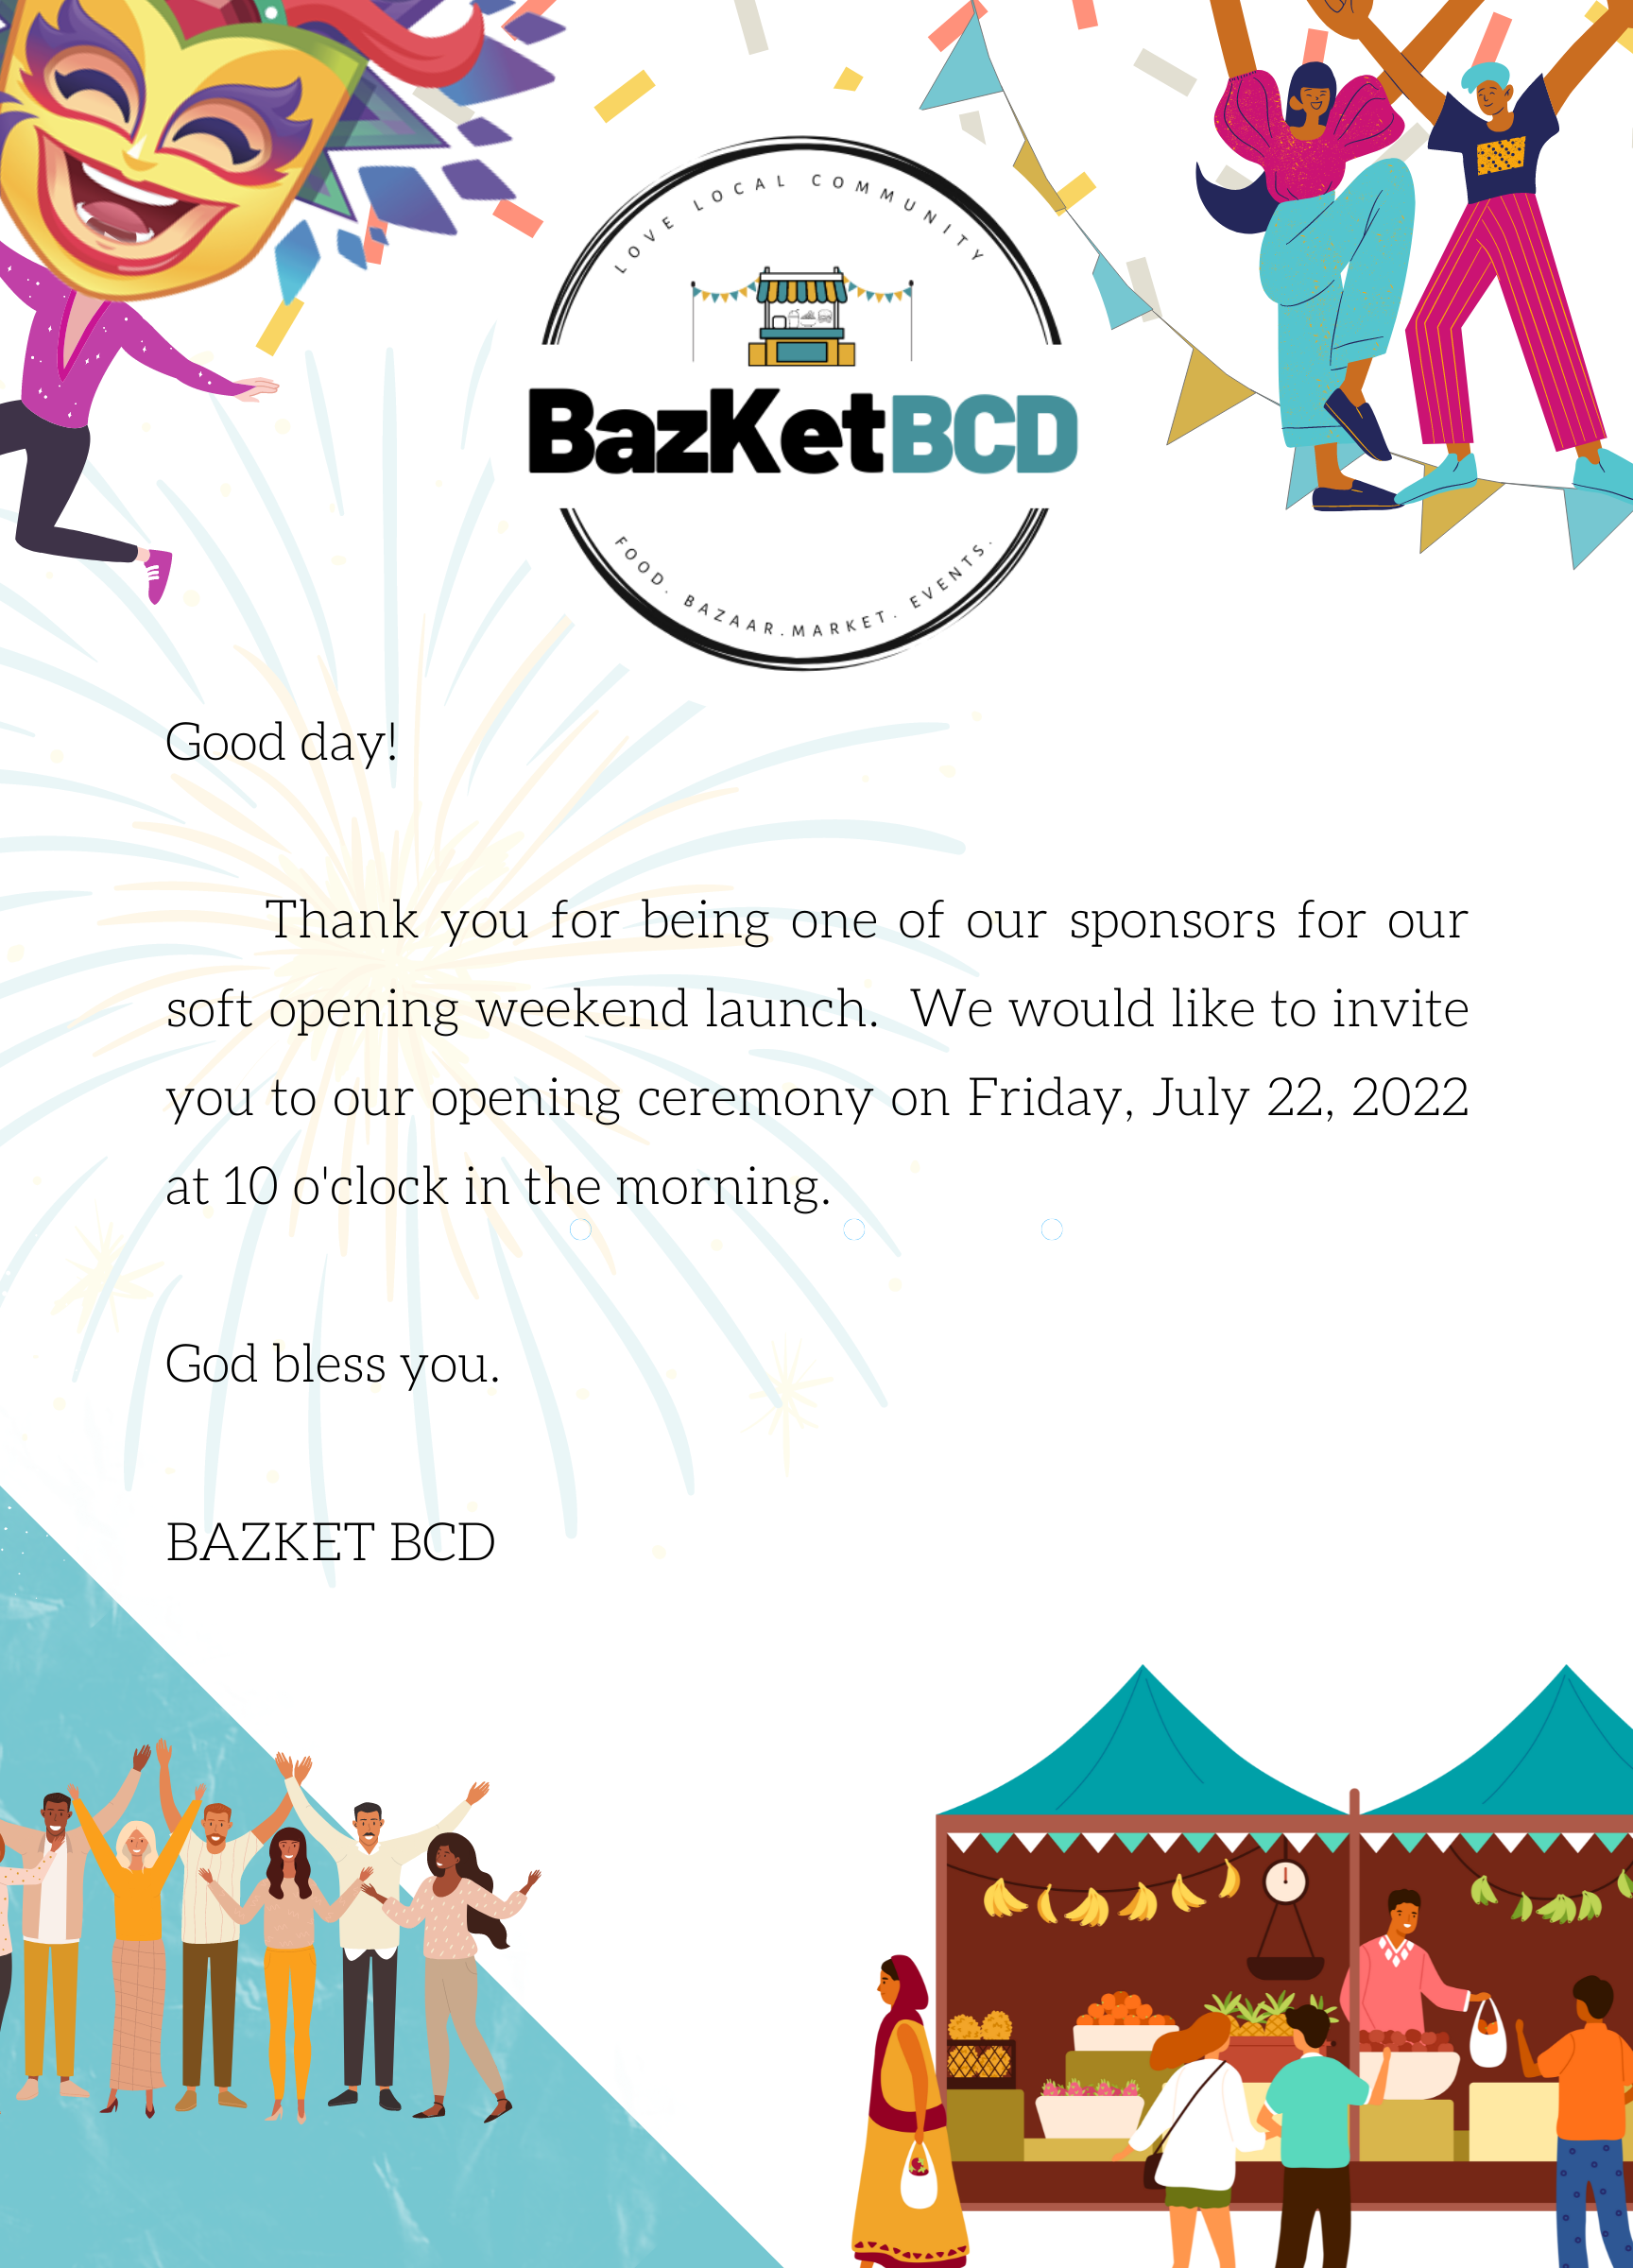 LOVE LOCAL COMMUNITY
BazKetBCD
FOOD. BAZAAR.MARKET. EVENTS.
Good day!
Thank you for being one of our sponsors for our
soft opening weekend launch. We would like to invite
you to our opening ceremony on Friday, July 22, 2022
at 10 o'clock in the morning.
God bless you.
BAZKET BCD